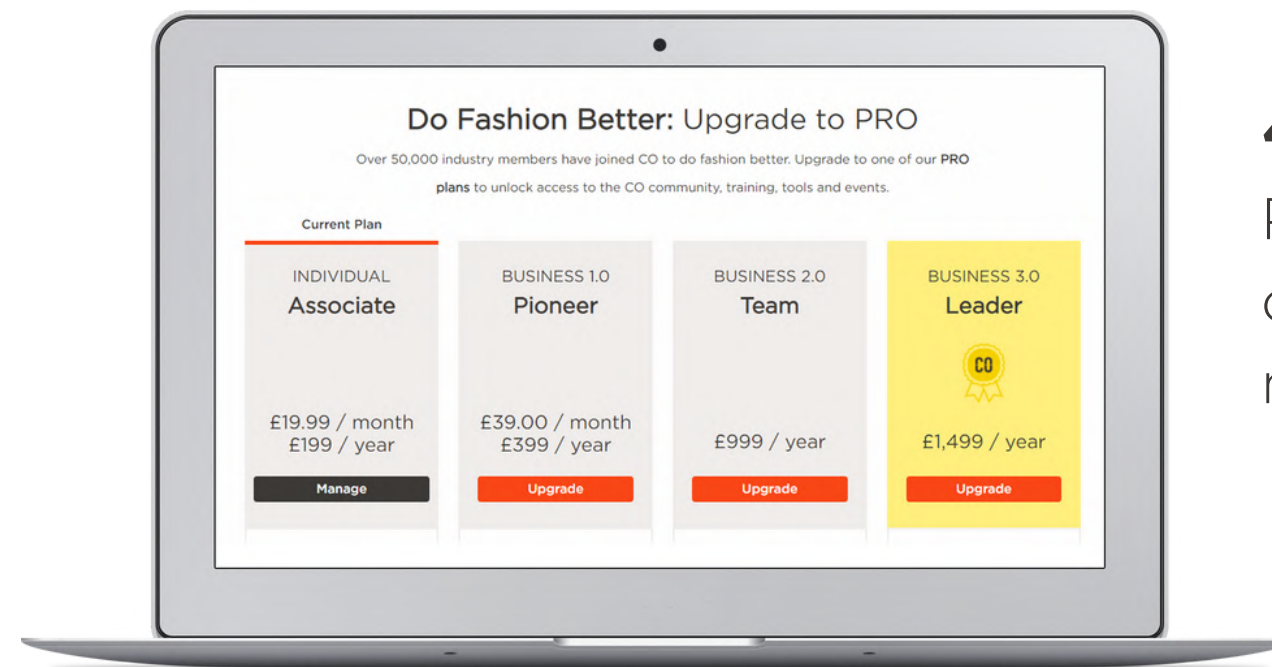 Do Fashion Better: Upgrade to PRO
Over 50,000 industry members have joined CO to do fashion better. Upgrade to one of our PRO
plans to unlock access to the CO community, training, tools and events.
Current Plan
INDIVIDUAL
Associate
£19.99 / month
£199 / year
Manage
BUSINESS 1.0
Pioneer
£39.00 / month
£399 / year
Upgrade
BUSINESS 2.0
Team
£999 / year
Upgrade
BUSINESS 3.0
Leader
CO
£1,499 / year
Upgrade